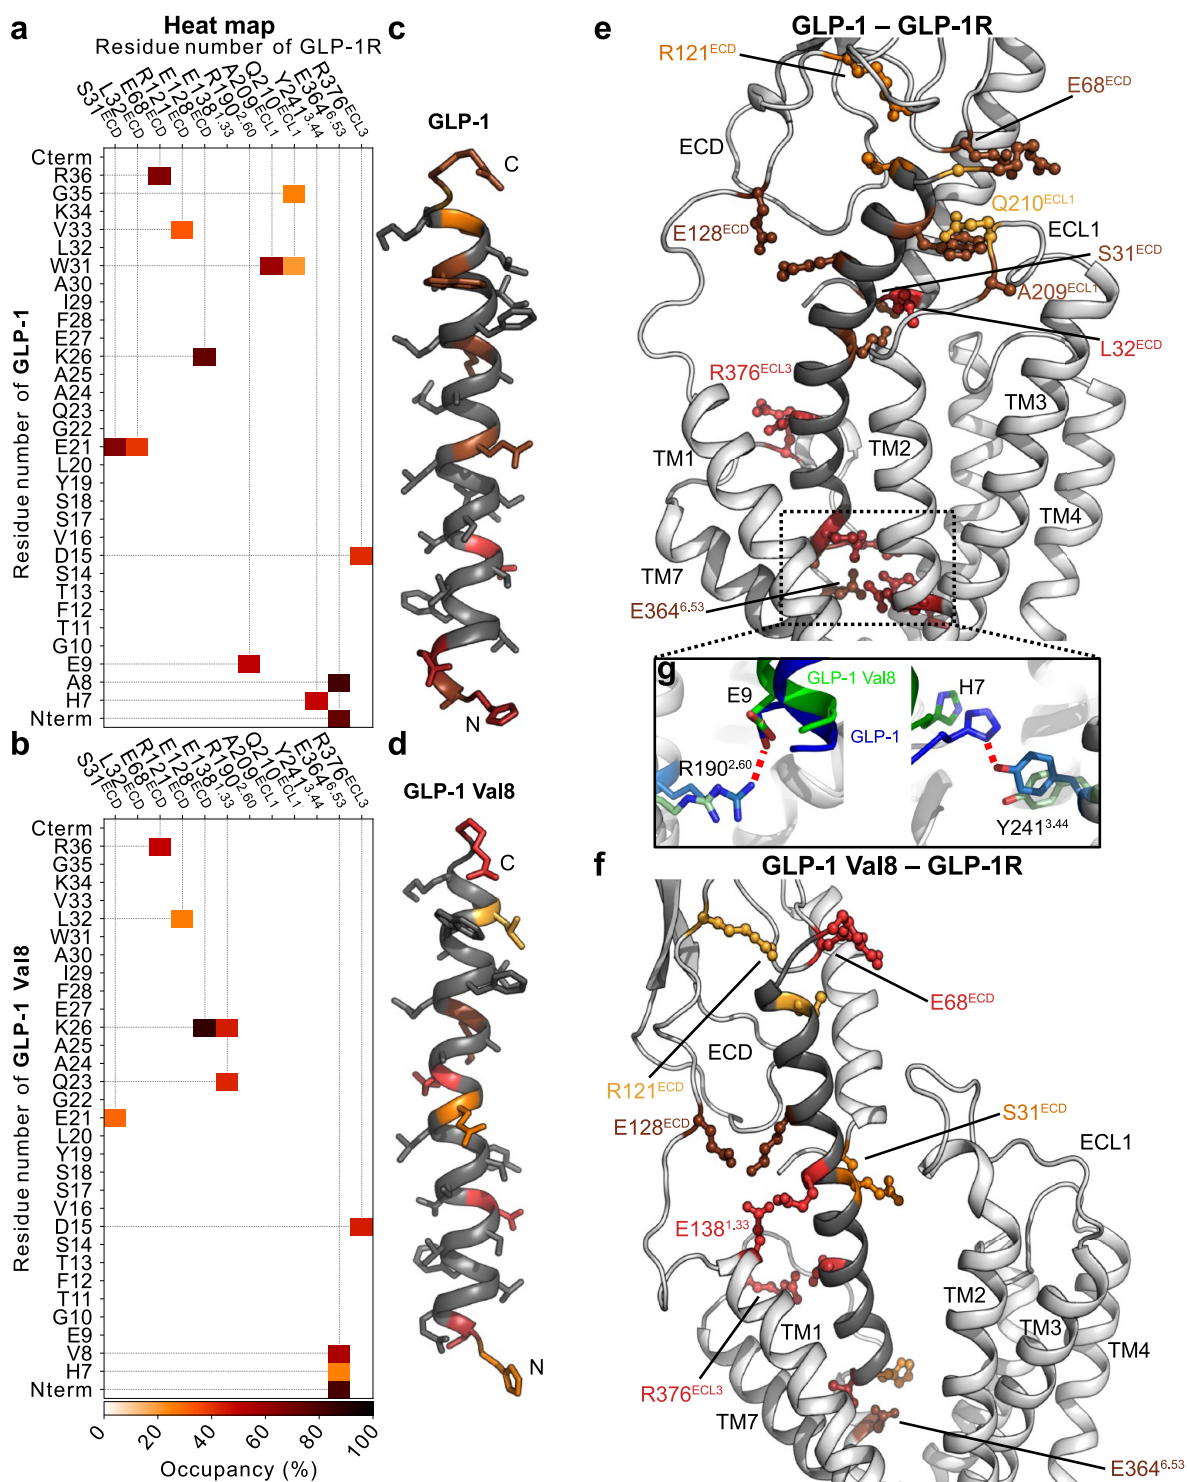 a
Heat map
Residue number of GLP-1R
S31ECD
L32ECD
E68ECD
R121ECD
E128ECD
E1381.33
R1902.60
A209ECL1
Q210ECL1
Y2413.44
E3646.53
R376ECL3
Residue number of GLP-1
Cterm
R36
G35
K34
V33
L32
W31
A30
I29
F28
E27
K26
A25
A24
Q23
G22
E21
L20
Y19
S18
S17
V16
D15
S14
T13
F12
T11
G10
E9
A8
H7
Nterm
b
S31ECD
L32ECD
E68ECD
R121ECD
E128ECD
E1381.33
R1902.60
A209ECL1
Q210ECL1
Y2413.44
E3646.53
R376ECL3
Residue number of GLP-1 Val8
Cterm
R36
G35
K34
V33
L32
W31
A30
I29
F28
E27
K26
A25
A24
Q23
G22
E21
L20
Y19
S18
S17
V16
D15
S14
T13
F12
T11
G10
E9
V8
H7
Nterm
0
20
40
60
80
100
Occupancy (%)
c
GLP-1
C
N
d
GLP-1 Val8
C
N
e
GLP-1 – GLP-1R
R121ECD
E68ECD
ECD
Q210ECL1
E128ECD
ECL1
S31ECD
A209ECL1
L32ECD
R376ECL3
TM3
TM2
TM1
TM4
TM7
E3646.53
g
E9
GLP-1 Val8
GLP-1
R1902.60
H7
Y2413.44
f
GLP-1 Val8 – GLP-1R
E68ECD
ECD
R121ECD
S31ECD
E128ECD
ECL1
E1381.33
TM2
TM1
TM3
TM4
R376ECL3
TM7
E3646.53